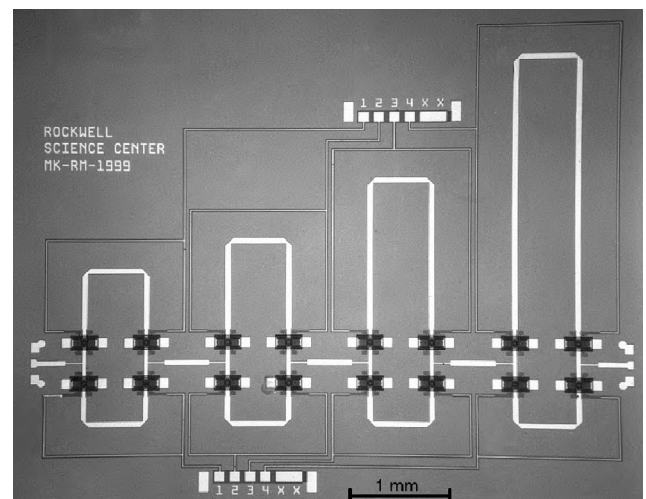 1 2 3 4 X X
ROCKWELL
SCIENCE CENTER
MK-RM-1999
1 2 3 4 X X
1 mm